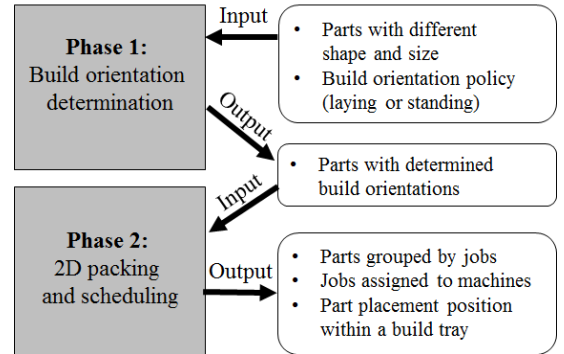 Input
Phase 1:
Build orientation
determination
• Parts with different
shape and size
• Build orientation policy
(laying or standing)
Output
• Parts with determined
build orientations
Input
Phase 2:
2D packing
and scheduling
Output
• Parts grouped by jobs
• Jobs assigned to machines
• Part placement position
within a build tray